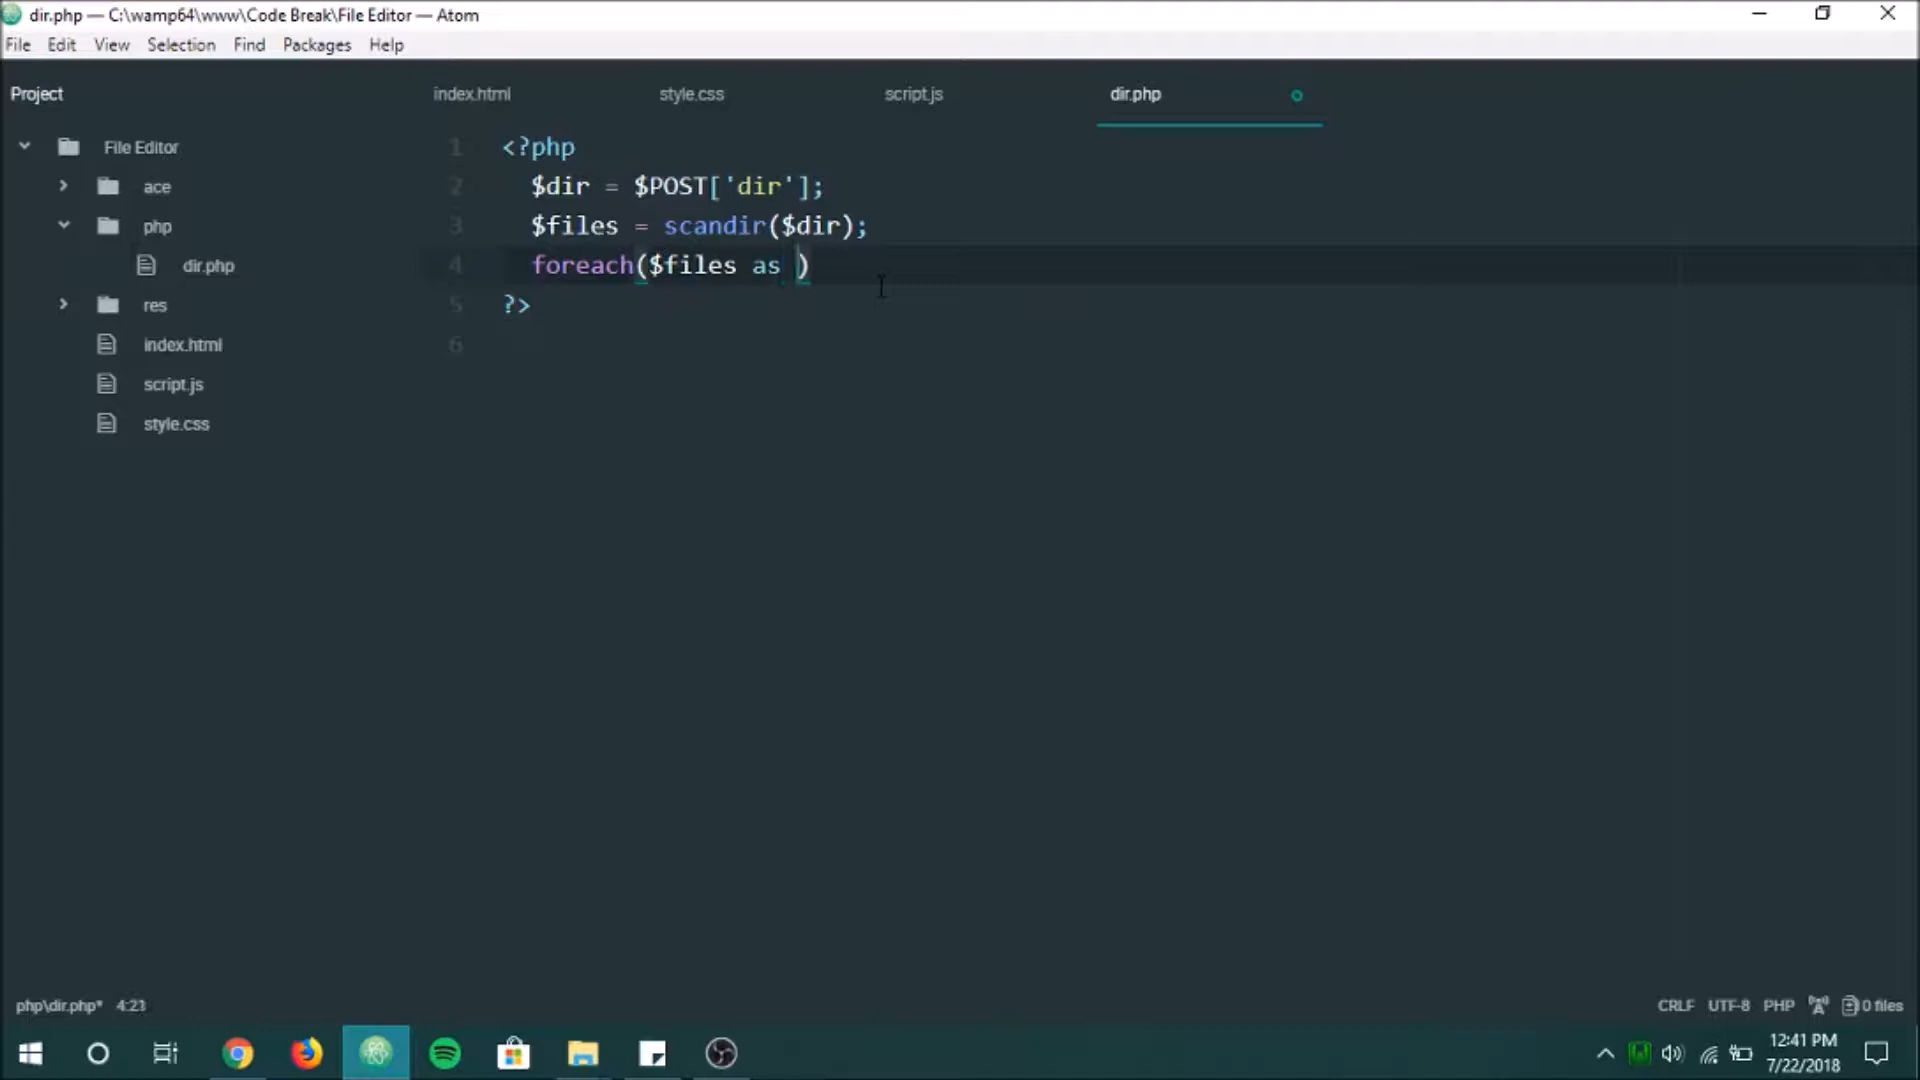 dir.php — C:\wamp64\www\Code Break\File Editor — Atom
File Edit View Selection Find Packages Help
Project
index.html style.css script.js dir.php
File Editor
ace
php
dir.php
res
index.html
script.js
style.css
1 <?php
2 $dir = $POST['dir'];
3 $files = scandir($dir);
4 foreach($files as )
5 ?>
6
php\dir.php* 4:23
CRLF UTF-8 PHP 0 files
12:41 PM
7/22/2018